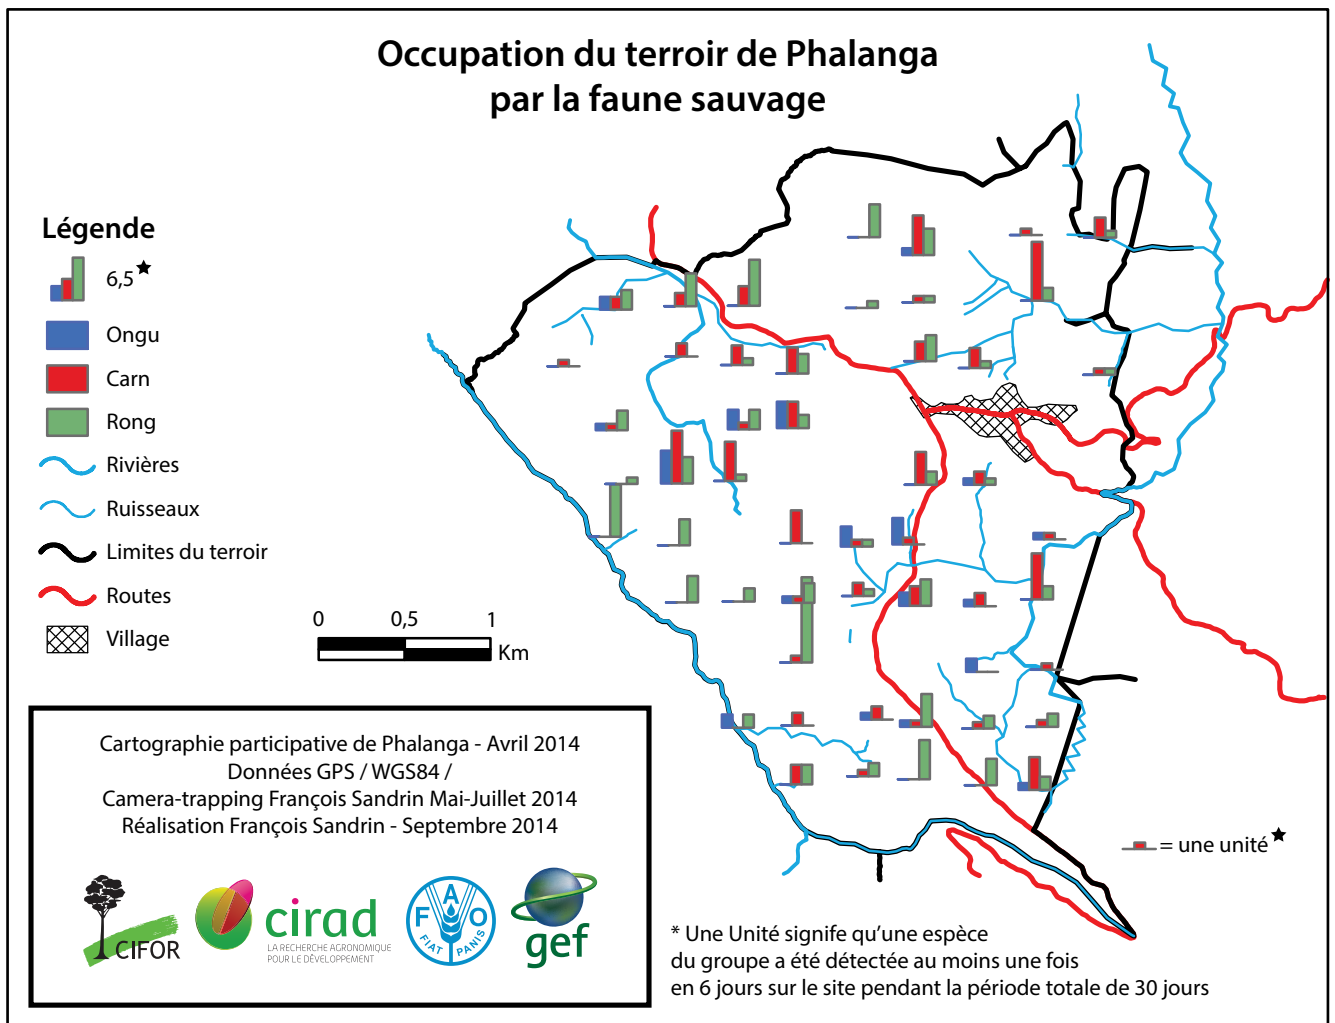 Occupation du terroir de Phalanga
par la faune sauvage
Légende
6,5★
Ongu
Carn
Rong
Rivières
Ruisseaux
Limites du terroir
Routes
Village
0 0,5 1
Km
Cartographie participative de Phalanga - Avril 2014
Données GPS / WGS84 /
Camera-trapping François Sandrin Mai-Juillet 2014
Réalisation François Sandrin - Septembre 2014
CIFOR
cirad
LA RECHERCHE AGRONOMIQUE
POUR LE DÉVELOPPEMENT
F A O
FIAT PANIS
gef
= une unité★
* Une Unité signife qu'une espèce
du groupe a été détectée au moins une fois
en 6 jours sur le site pendant la période totale de 30 jours